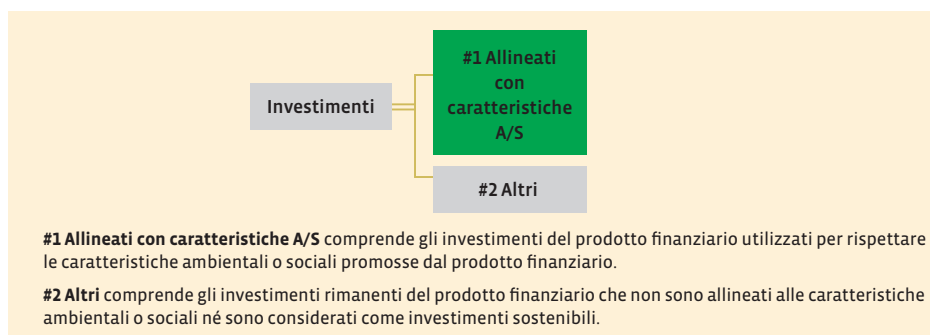 #1 Allineati
con
caratteristiche
A/S
Investimenti
#2 Altri
#1 Allineati con caratteristiche A/S comprende gli investimenti del prodotto finanziario utilizzati per rispettare
le caratteristiche ambientali o sociali promosse dal prodotto finanziario.
#2 Altri comprende gli investimenti rimanenti del prodotto finanziario che non sono allineati alle caratteristiche
ambientali o sociali né sono considerati come investimenti sostenibili.